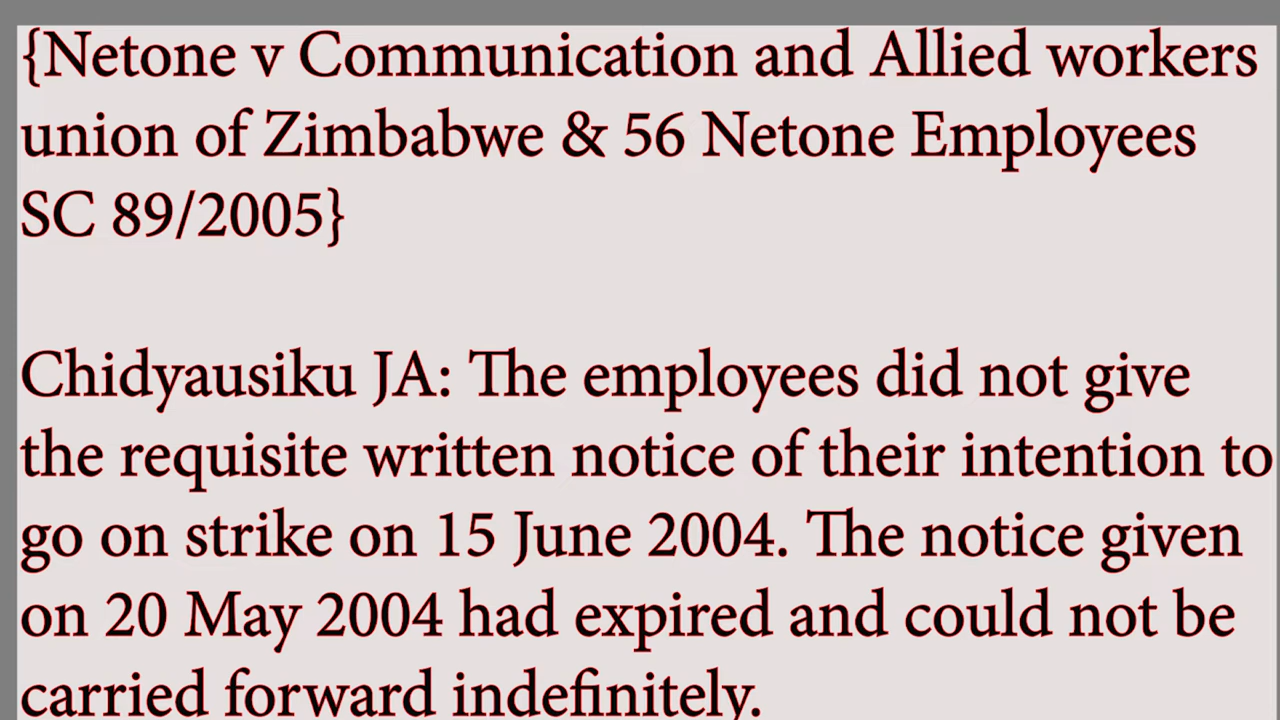 {Netone v Communication and Allied workers
union of Zimbabwe & 56 Netone Employees
SC 89/2005}
Chidyausiku JA: The employees did not give
the requisite written notice of their intention to
go on strike on 15 June 2004. The notice given
on 20 May 2004 had expired and could not be
carried forward indefinitely.